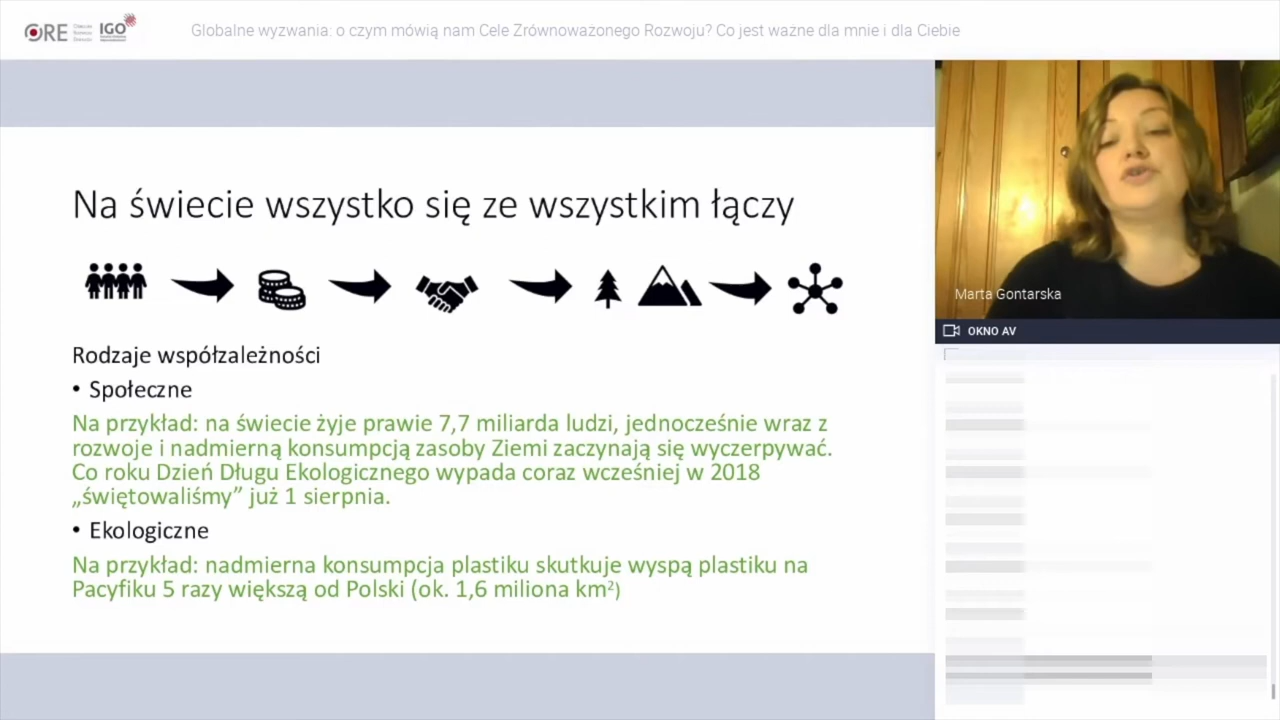 ORE
IGO
Globalne wyzwania: o czym mówią nam Cele Zrównoważonego Rozwoju? Co jest ważne dla mnie i dla Ciebie
Na świecie wszystko się ze wszystkim łączy
Rodzaje współzależności
• Społeczne
Na przykład: na świecie żyje prawie 7,7 miliarda ludzi, jednocześnie wraz z
rozwoje i nadmierną konsumpcją zasoby Ziemi zaczynają się wyczerpywać.
Co roku Dzień Długu Ekologicznego wypada coraz wcześniej w 2018
„świętowaliśmy” już 1 sierpnia.
• Ekologiczne
Na przykład: nadmierna konsumpcja plastiku skutkuje wyspą plastiku na
Pacyfiku 5 razy większą od Polski (ok. 1,6 miliona km²)
Marta Gontarska
OKNO AV